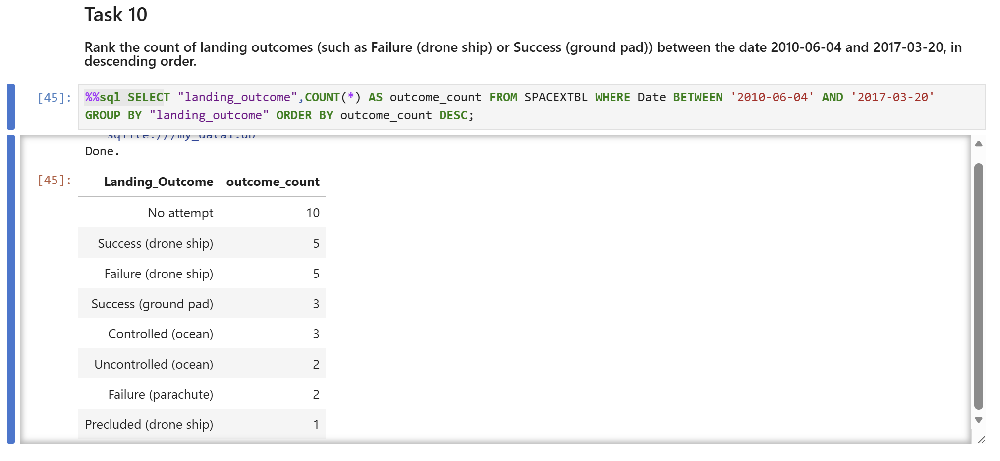 Task 10
Rank the count of landing outcomes (such as Failure (drone ship) or Success (ground pad)) between the date 2010-06-04 and 2017-03-20, in
descending order.
[45]: %%sql SELECT "landing_outcome",COUNT(*) AS outcome_count FROM SPACEXTBL WHERE Date BETWEEN '2010-06-04' AND '2017-03-20'
GROUP BY "landing_outcome" ORDER BY outcome_count DESC;
* sqlite:///my_data1.db
Done.
[45]: Landing_Outcome outcome_count
No attempt 10
Success (drone ship) 5
Failure (drone ship) 5
Success (ground pad) 3
Controlled (ocean) 3
Uncontrolled (ocean) 2
Failure (parachute) 2
Precluded (drone ship) 1